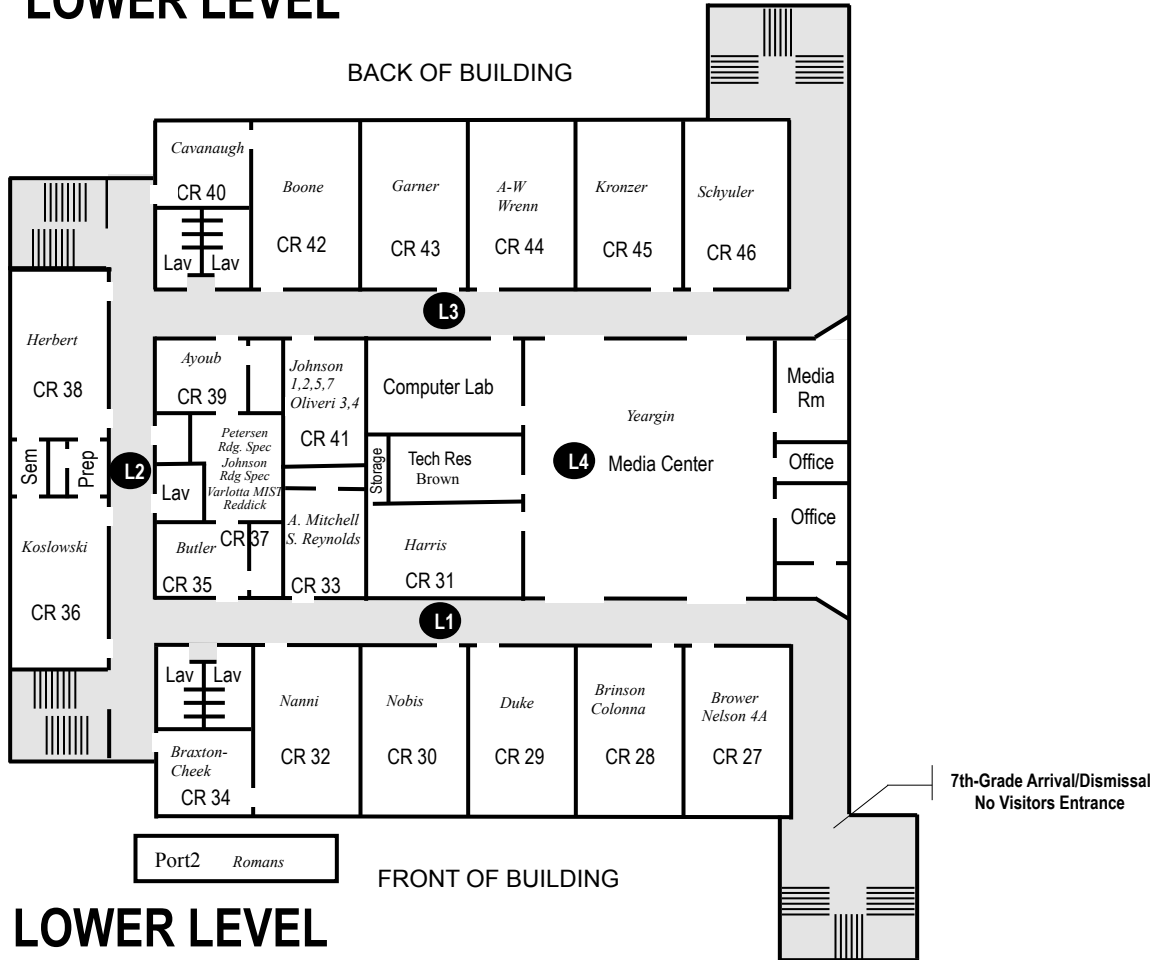 LOWER LEVEL
BACK OF BUILDING
Cavanaugh
CR 40
Lav
Lav
Boone
CR 42
Garner
CR 43
A-W
Wrenn
CR 44
Kronzer
CR 45
Schyuler
CR 46
L3
Herbert
CR 38
Sem
Prep
L2
Koslowski
CR 36
Ayoub
CR 39
Petersen
Rdg. Spec
Johnson
Rdg Spec
Varlotta MIST
Reddick
CR 37
Lav
Butler
CR 35
Johnson
1,2,5,7
Oliveri 3,4
CR 41
A. Mitchell
S. Reynolds
CR 33
Computer Lab
Storage
Tech Res
Brown
Harris
CR 31
Yeargin
L4
Media Center
Media
Rm
Office
Office
L1
Lav
Lav
Braxton-
Cheek
CR 34
Nanni
CR 32
Nobis
CR 30
Duke
CR 29
Brinson
Colonna
CR 28
Brower
Nelson 4A
CR 27
7th-Grade Arrival/Dismissal
No Visitors Entrance
Port2 Romans
FRONT OF BUILDING
LOWER LEVEL